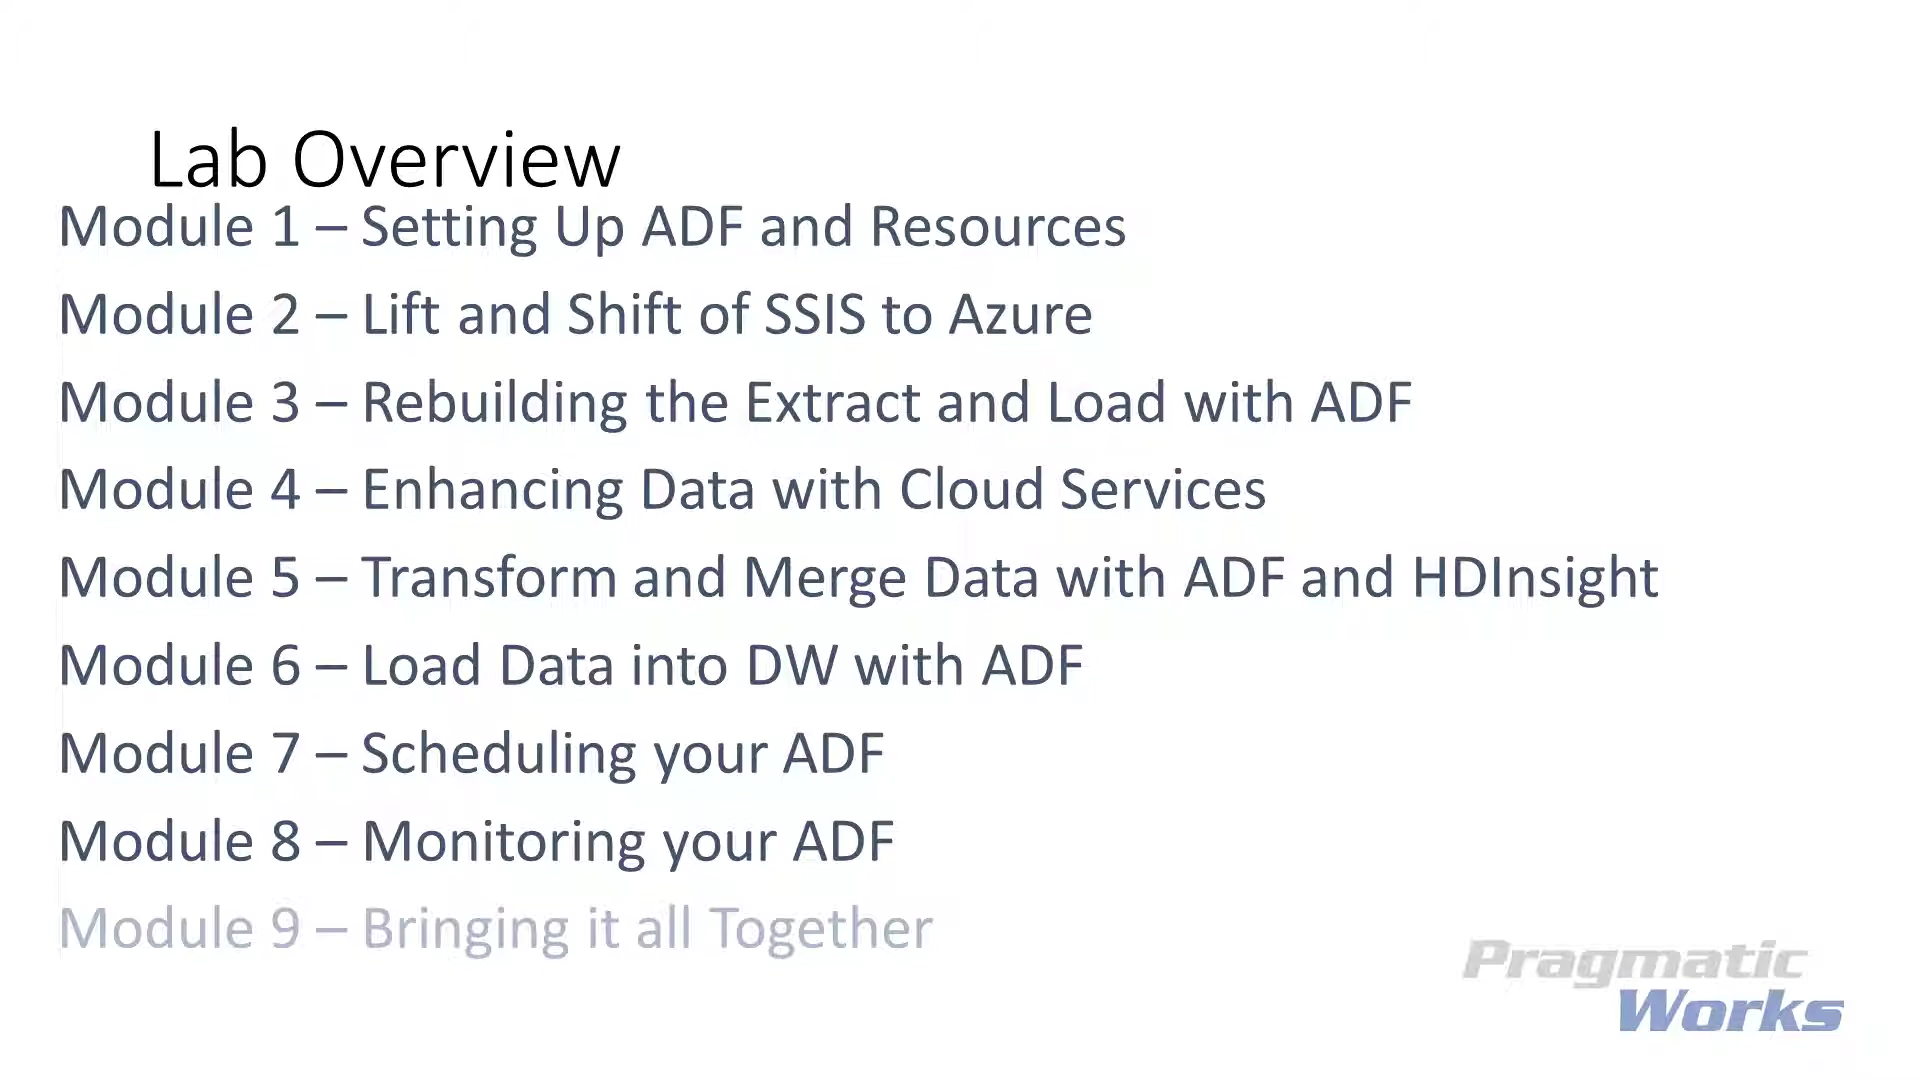 Lab Overview
Module 1 – Setting Up ADF and Resources
Module 2 – Lift and Shift of SSIS to Azure
Module 3 – Rebuilding the Extract and Load with ADF
Module 4 – Enhancing Data with Cloud Services
Module 5 – Transform and Merge Data with ADF and HDInsight
Module 6 – Load Data into DW with ADF
Module 7 – Scheduling your ADF
Module 8 – Monitoring your ADF
Module 9 – Bringing it all Together
Pragmatic
Works